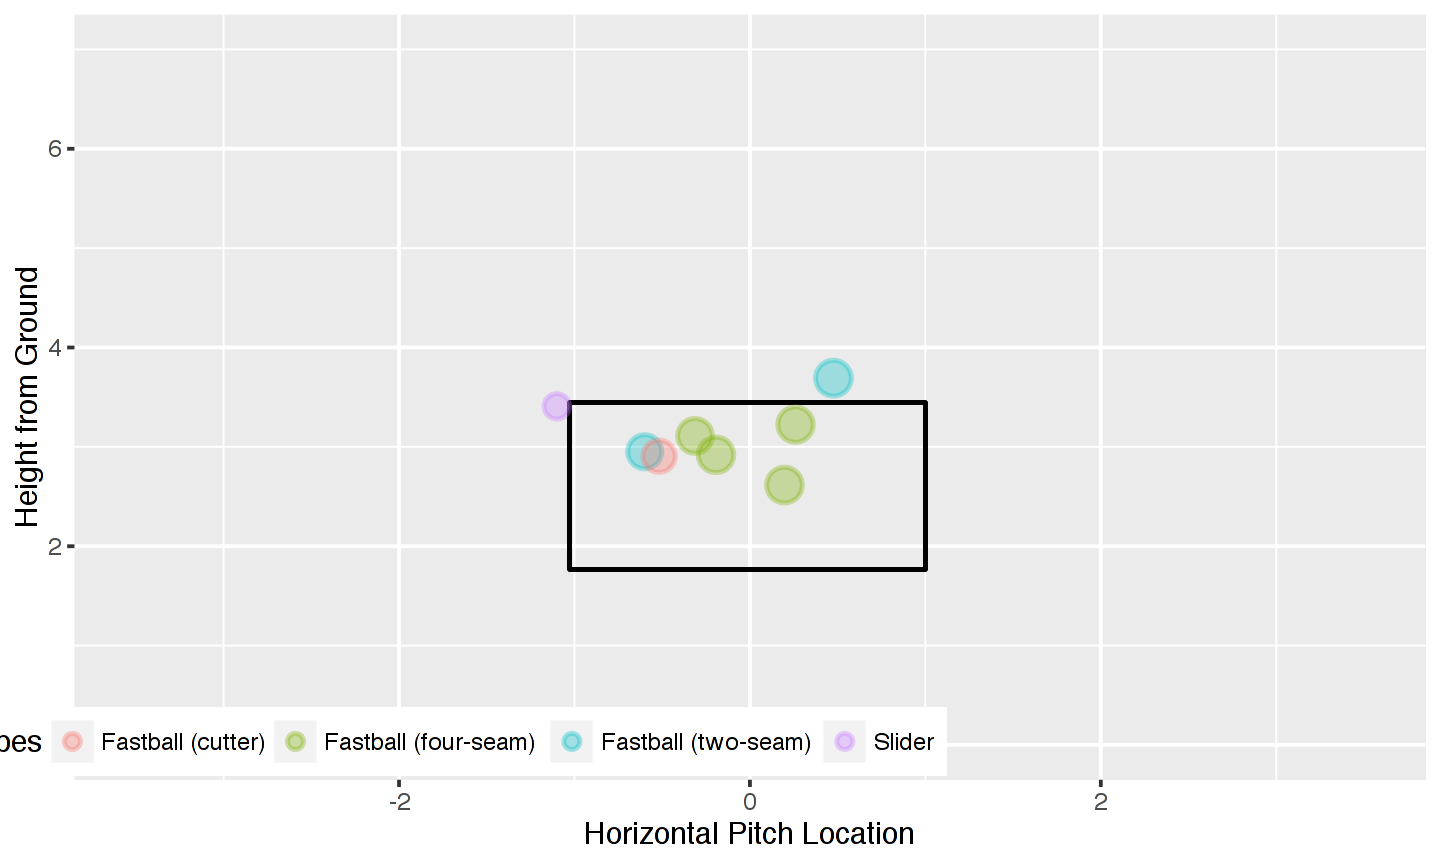 6
4
2
Height from Ground
Fastball (cutter) Fastball (four-seam) Fastball (two-seam) Slider
-2 0 2
Horizontal Pitch Location